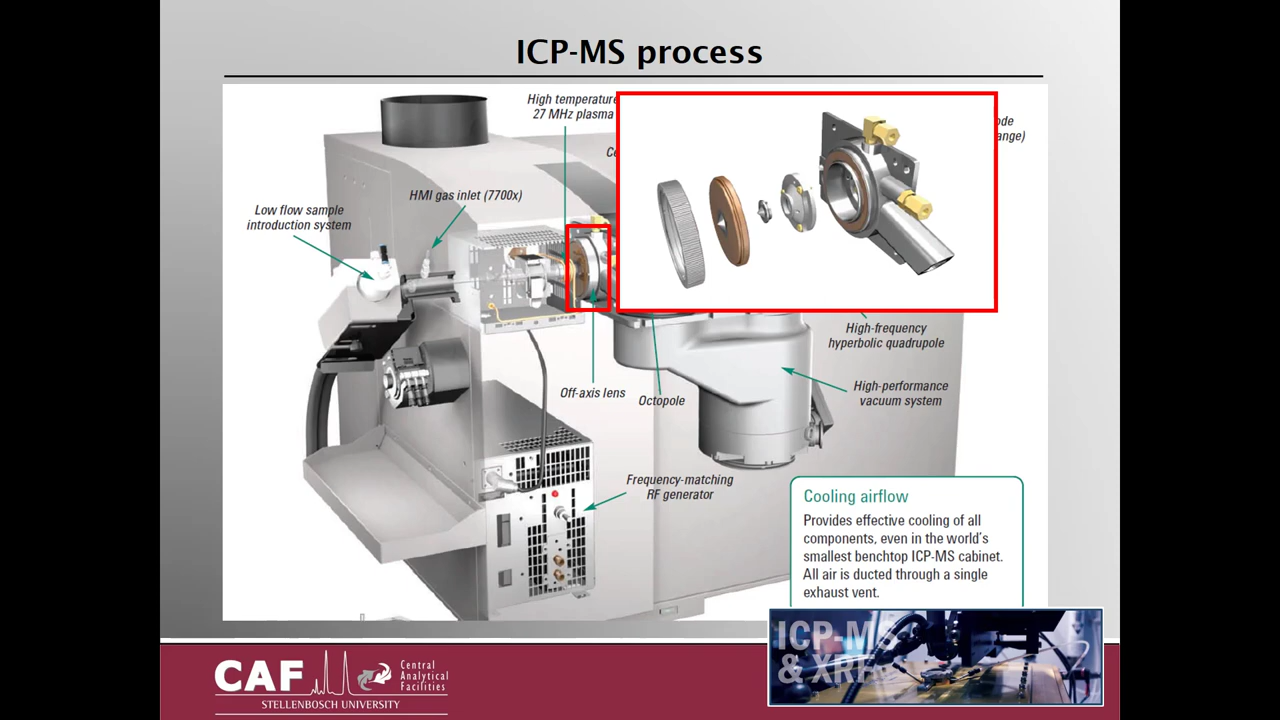 ICP-MS process
High temperature
27 MHz plasma
HMI gas inlet (7700x)
Low flow sample
introduction system
High-frequency
hyperbolic quadrupole
High-performance
vacuum system
Off-axis lens
Octopole
Frequency-matching
RF generator
Cooling airflow
Provides effective cooling of all
components, even in the world's
smallest benchtop ICP-MS cabinet.
All air is ducted through a single
exhaust vent.
ICP-MS
& XRF
CAF
Central
Analytical
Facilities
STELLENBOSCH UNIVERSITY